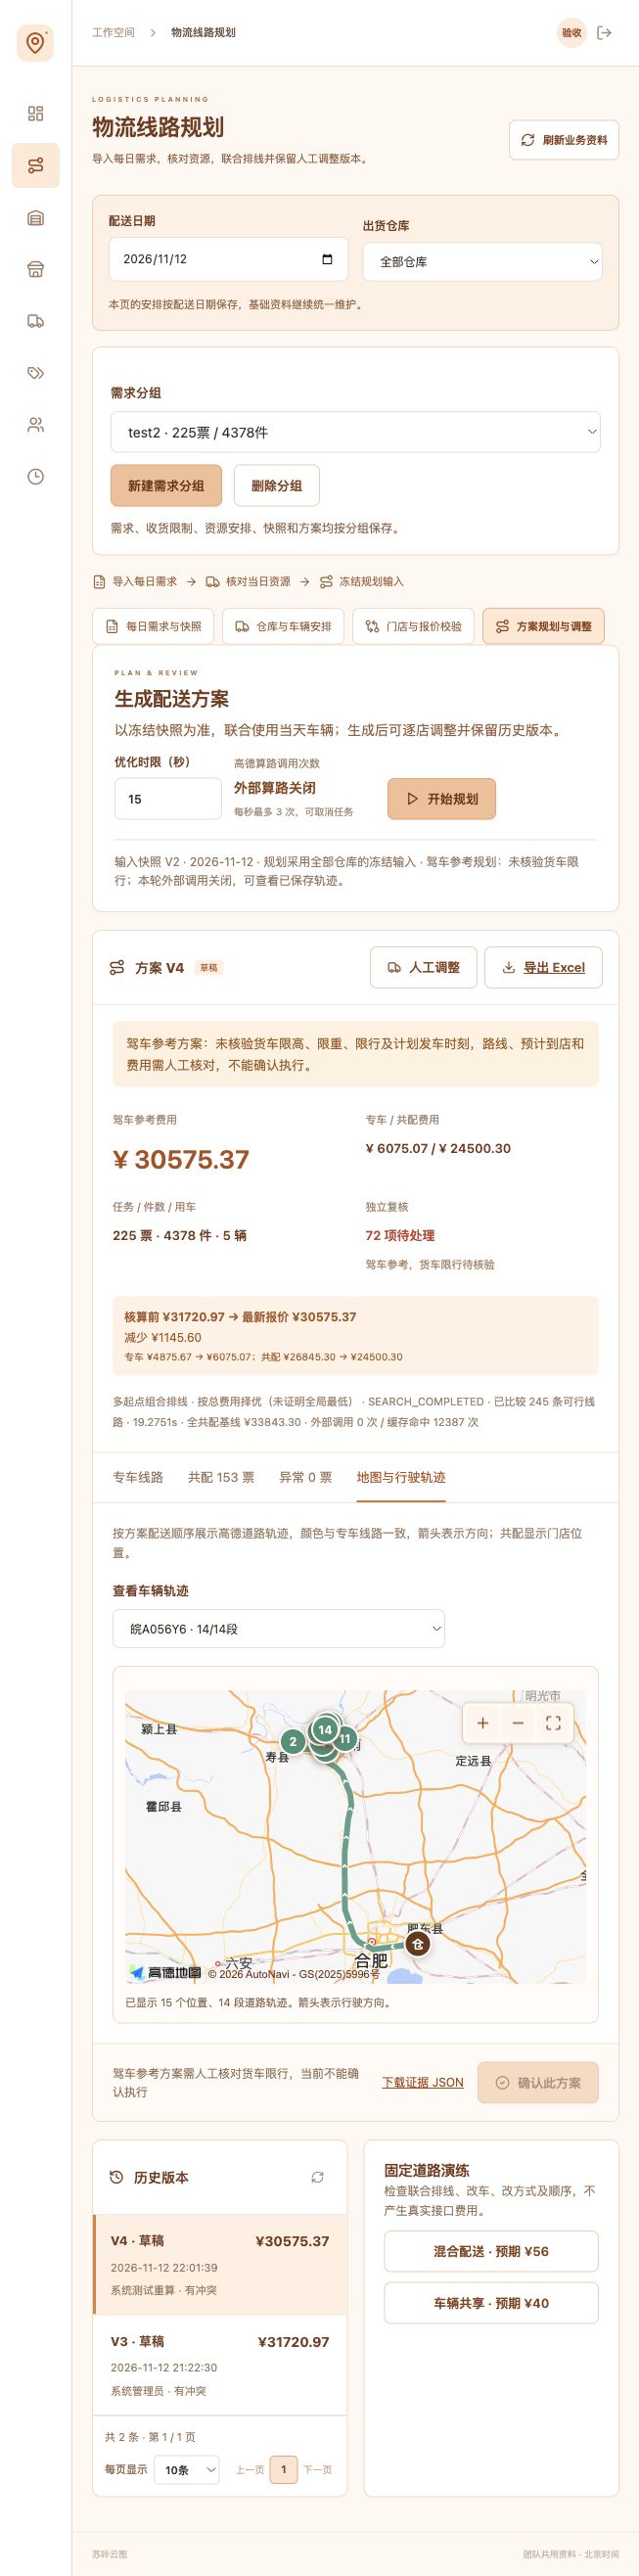 工作空间 > 物流线路规划
验收
LOGISTICS PLANNING
物流线路规划
导入每日需求，核对资源，联合排线并保留人工调整版本。
刷新业务资料
配送日期
出货仓库
2026/11/12
全部仓库
本页的安排按配送日期保存，基础资料继续统一维护。
需求分组
test2 · 225票 / 4378件
新建需求分组
删除分组
需求、收货限制、资源安排、快照和方案均按分组保存。
导入每日需求 → 核对当日资源 → 冻结规划输入
每日需求与快照
仓库与车辆安排
门店与报价校验
方案规划与调整
PLAN & REVIEW
生成配送方案
以冻结快照为准，联合使用当天车辆；生成后可逐店调整并保留历史版本。
优化时限（秒）
高德算路调用次数
15
外部算路关闭
每秒最多 3 次，可取消任务
开始规划
输入快照 V2 · 2026-11-12 · 规划采用全部仓库的冻结输入 · 驾车参考规划：未核验货车限
行；本轮外部调用关闭，可查看已保存轨迹。
方案 V4
草稿
人工调整
导出 Excel
驾车参考方案：未核验货车限高、限重、限行及计划发车时刻，路线、预计到店和
费用需人工核对，不能确认执行。
驾车参考费用
专车 / 共配费用
¥ 30575.37
¥ 6075.07 / ¥ 24500.30
任务 / 件数 / 用车
独立复核
225 票 · 4378 件 · 5 辆
72 项待处理
驾车参考，货车限行待核验
核算前 ¥31720.97 → 最新报价 ¥30575.37
减少 ¥1145.60
专车 ¥4875.67 → ¥6075.07；共配 ¥26845.30 → ¥24500.30
多起点组合排线 · 按总费用择优（未证明全局最低） · SEARCH_COMPLETED · 已比较 245 条可行线
路 · 19.2751s · 全共配基线 ¥33843.30 · 外部调用 0 次 / 缓存命中 12387 次
专车线路
共配 153 票
异常 0 票
地图与行驶轨迹
按方案配送顺序展示高德道路轨迹，颜色与专车线路一致，箭头表示方向；共配显示门店位
置。
查看车辆轨迹
皖A056Y6 · 14/14段
明光市
颍上县
2
14
11
寿县
定远县
霍邱县
肥东县
仓
合肥
六安
高德地图 © 2026 AutoNavi - GS(2025)5996号
已显示 15 个位置、14 段道路轨迹。箭头表示行驶方向。
驾车参考方案需人工核对货车限行，当前不能确
认执行
下载证据 JSON
确认此方案
历史版本
V4 · 草稿
¥30575.37
2026-11-12 22:01:39
系统测试重算 · 有冲突
V3 · 草稿
¥31720.97
2026-11-12 21:22:30
系统管理员 · 有冲突
共 2 条 · 第 1 / 1 页
每页显示
10条
上一页
1
下一页
固定道路演练
检查联合排线、改车、改方式及顺序，不
产生真实接口费用。
混合配送 · 预期 ¥56
车辆共享 · 预期 ¥40
苏咔云图
团队共用资料 · 北京时间